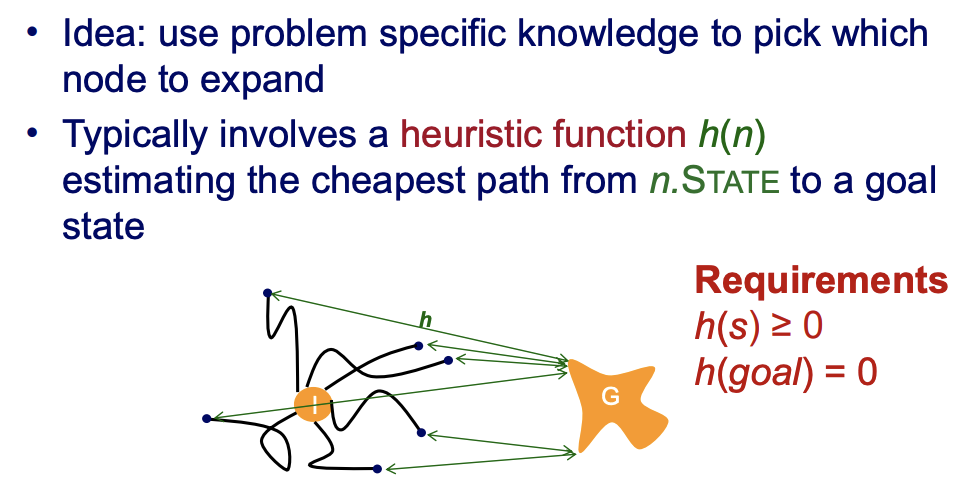 • Idea: use problem specific knowledge to pick which
node to expand
• Typically involves a heuristic function h(n)
estimating the cheapest path from n.STATE to a goal
state
h
I
G
Requirements
h(s) ≥ 0
h(goal) = 0